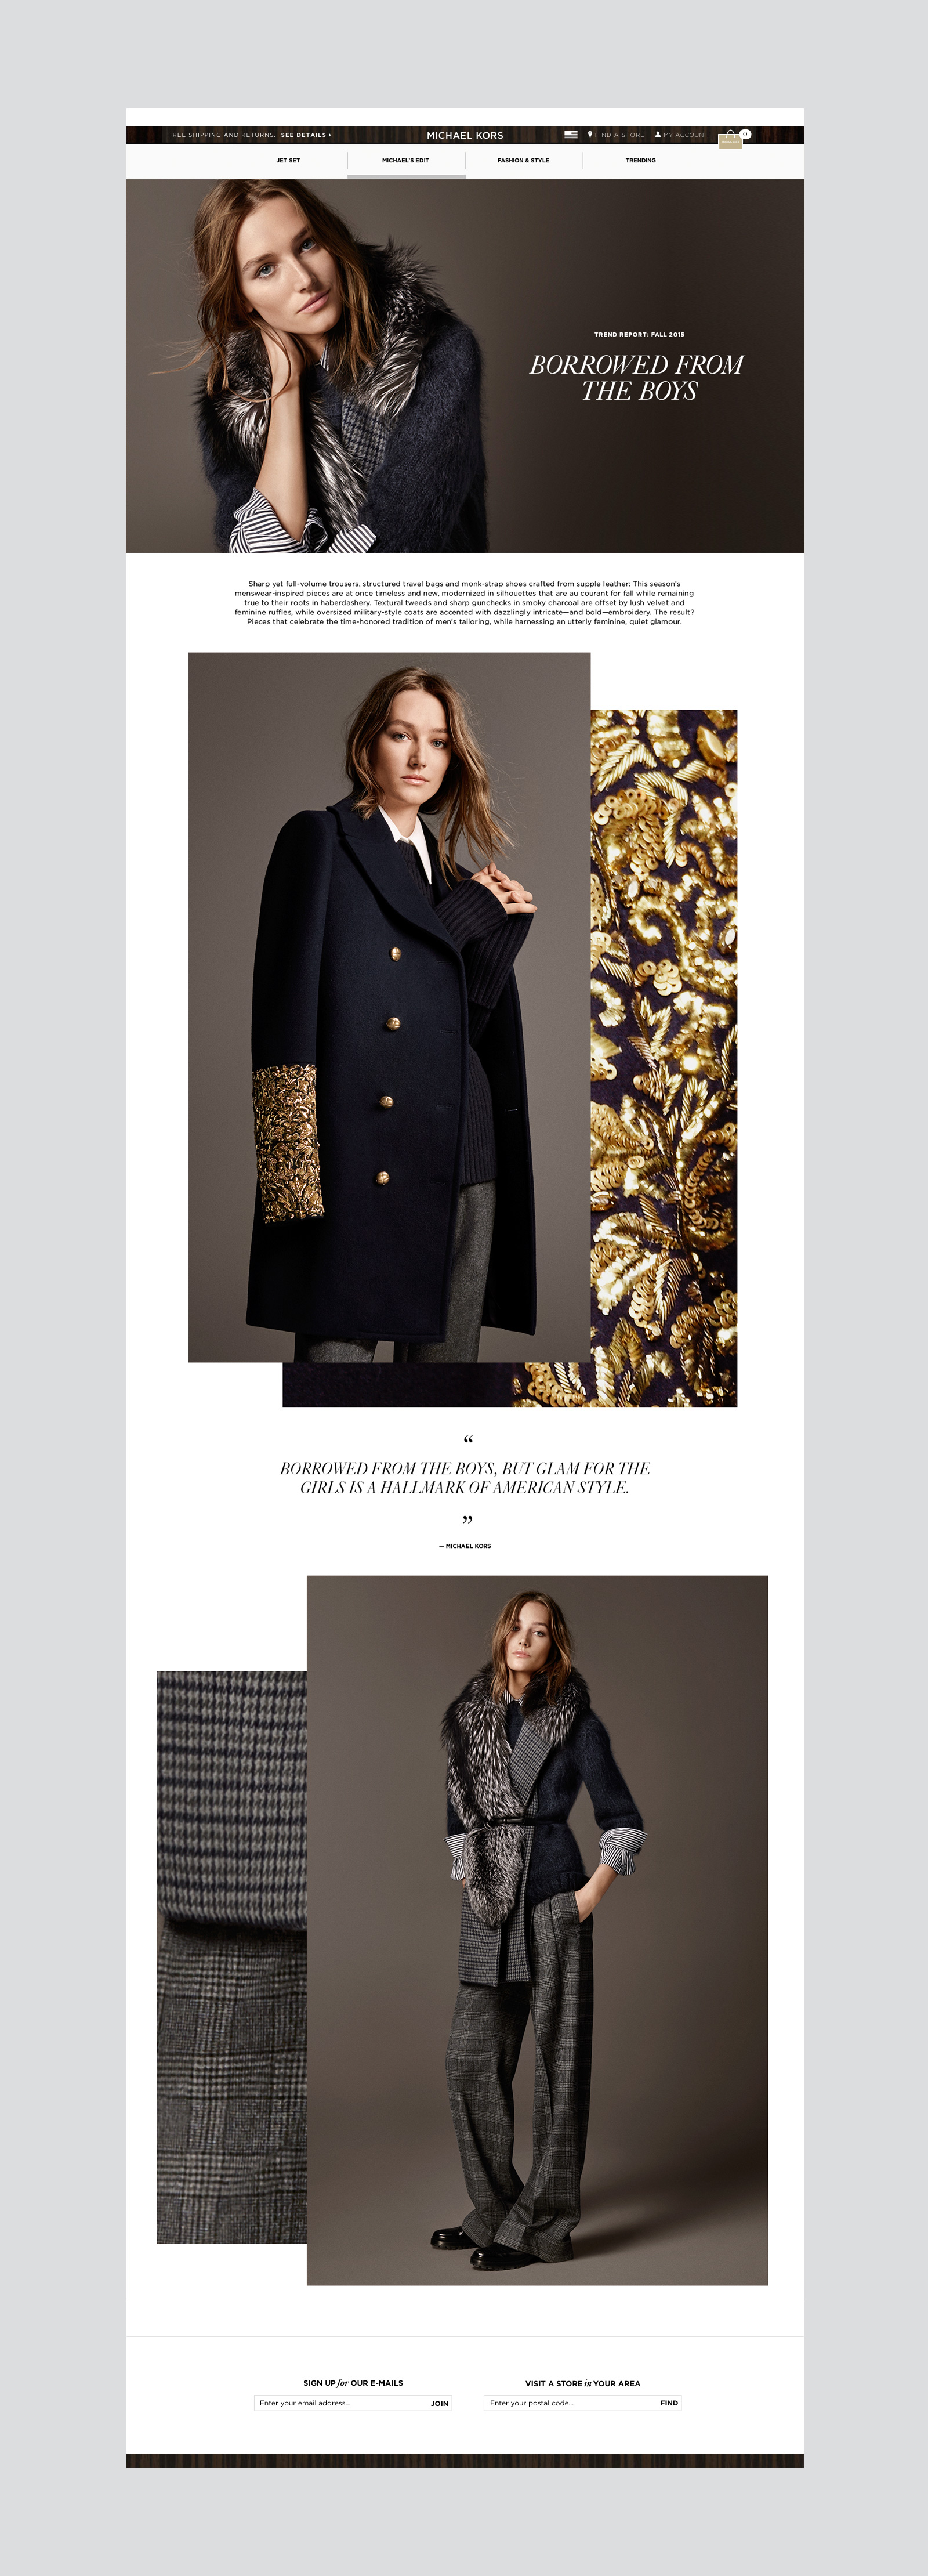 FREE SHIPPING AND RETURNS. SEE DETAILS
MICHAEL KORS
FIND A STORE
MY ACCOUNT
0
JET SET
MICHAEL'S EDIT
FASHION & STYLE
TRENDING
TREND REPORT: FALL 2015
BORROWED FROM
THE BOYS
Sharp yet full-volume trousers, structured travel bags and monk-strap shoes crafted from supple leather: This season's
menswear-inspired pieces are at once timeless and new, modernized in silhouettes that are au courant for fall while remaining
true to their roots in haberdashery. Textural tweeds and sharp gunchecks in smoky charcoal are offset by lush velvet and
feminine ruffles, while oversized military-style coats are accented with dazzlingly intricate—and bold—embroidery. The result?
Pieces that celebrate the time-honored tradition of men's tailoring, while harnessing an utterly feminine, quiet glamour.
“
BORROWED FROM THE BOYS, BUT GLAM FOR THE
GIRLS IS A HALLMARK OF AMERICAN STYLE.
”
— MICHAEL KORS
SIGN UP for OUR E-MAILS
Enter your email address... JOIN
VISIT A STORE in YOUR AREA
Enter your postal code... FIND